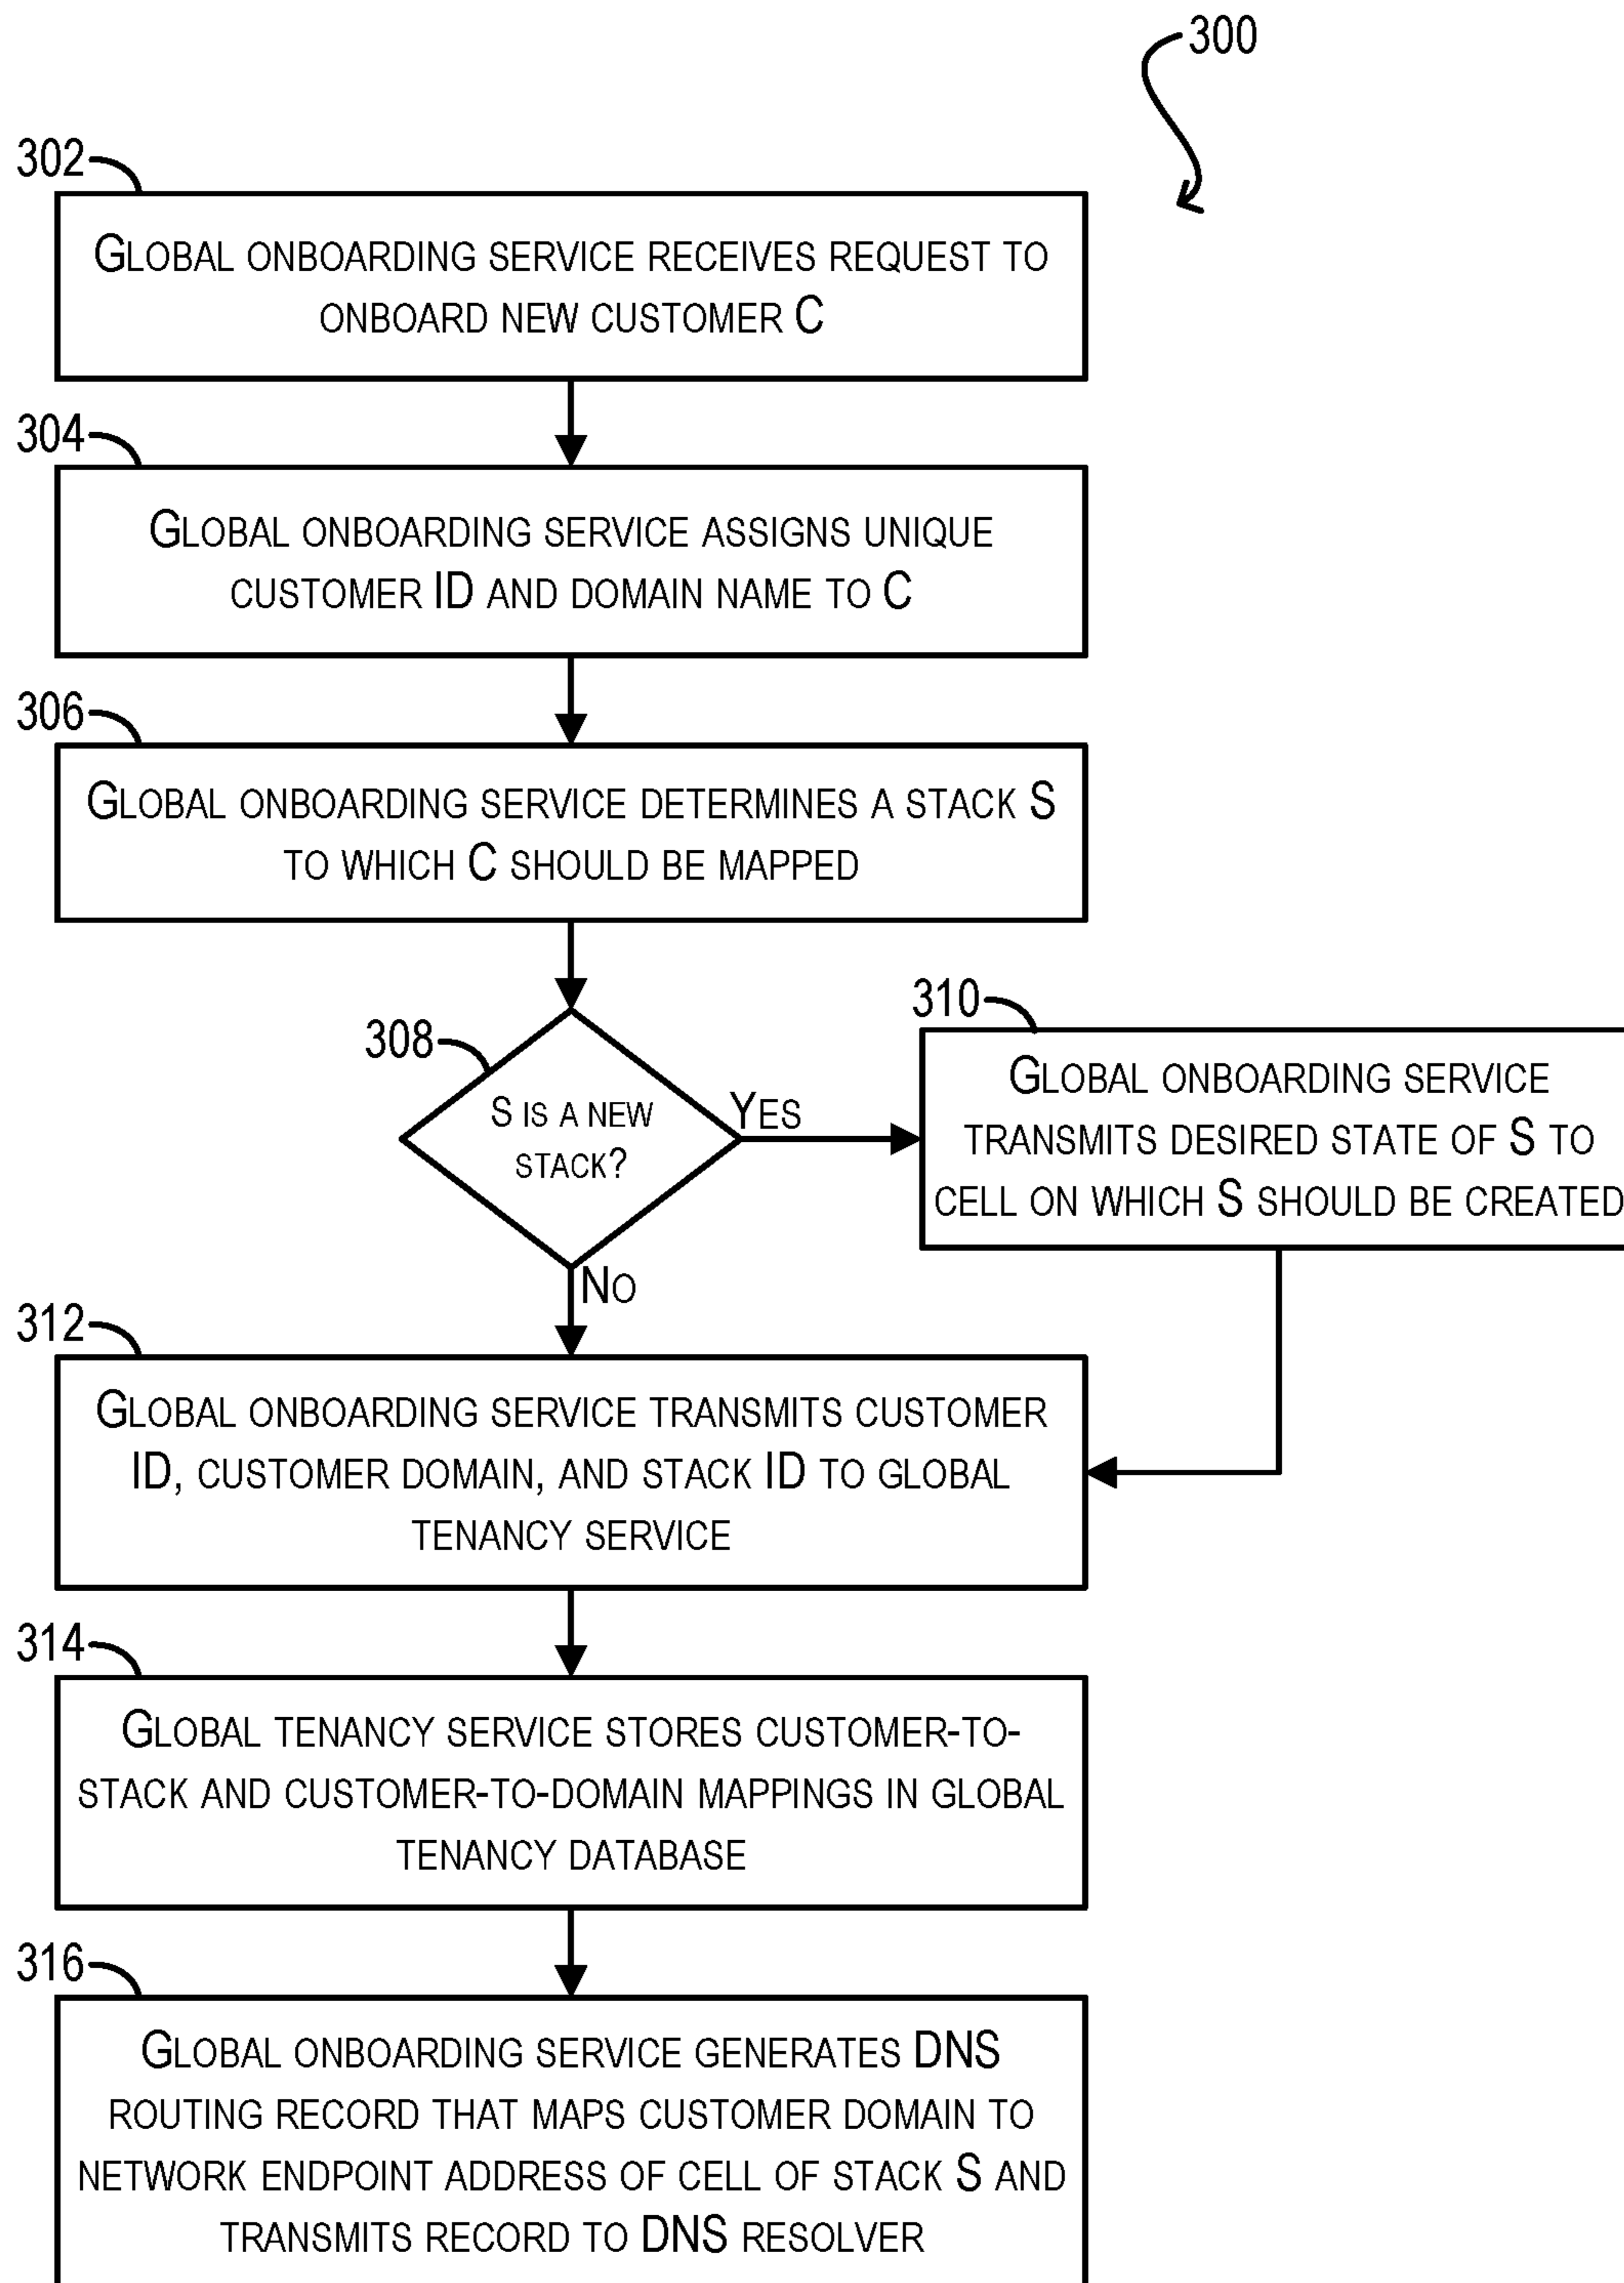 300
302
GLOBAL ONBOARDING SERVICE RECEIVES REQUEST TO
ONBOARD NEW CUSTOMER C
304
GLOBAL ONBOARDING SERVICE ASSIGNS UNIQUE
CUSTOMER ID AND DOMAIN NAME TO C
306
GLOBAL ONBOARDING SERVICE DETERMINES A STACK S
TO WHICH C SHOULD BE MAPPED
308
S IS A NEW
STACK?
YES
NO
310
GLOBAL ONBOARDING SERVICE
TRANSMITS DESIRED STATE OF S TO
CELL ON WHICH S SHOULD BE CREATED
312
GLOBAL ONBOARDING SERVICE TRANSMITS CUSTOMER
ID, CUSTOMER DOMAIN, AND STACK ID TO GLOBAL
TENANCY SERVICE
314
GLOBAL TENANCY SERVICE STORES CUSTOMER-TO-
STACK AND CUSTOMER-TO-DOMAIN MAPPINGS IN GLOBAL
TENANCY DATABASE
316
GLOBAL ONBOARDING SERVICE GENERATES DNS
ROUTING RECORD THAT MAPS CUSTOMER DOMAIN TO
NETWORK ENDPOINT ADDRESS OF CELL OF STACK S AND
TRANSMITS RECORD TO DNS RESOLVER